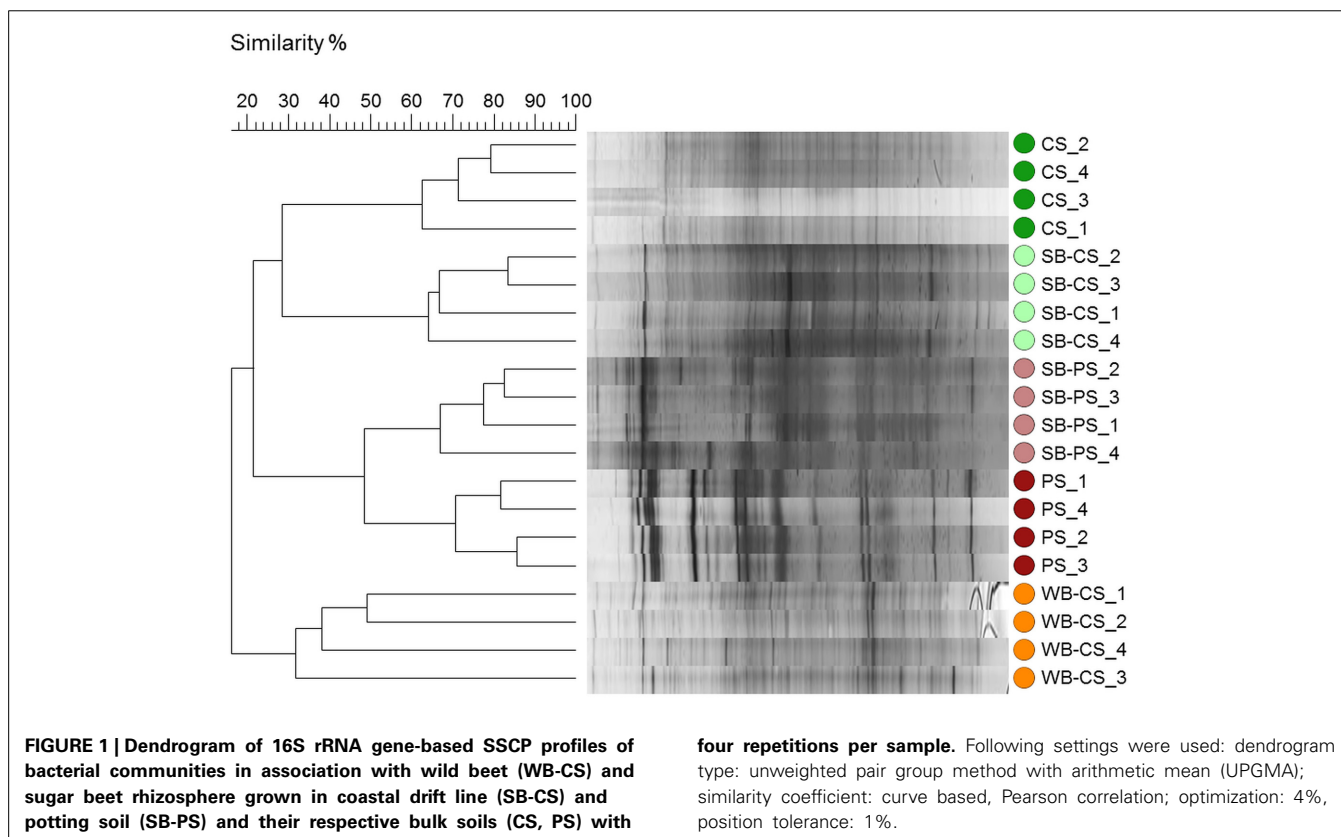 Similarity %
20 30 40 50 60 70 80 90 100
CS_2
CS_4
CS_3
CS_1
SB-CS_2
SB-CS_3
SB-CS_1
SB-CS_4
SB-PS_2
SB-PS_3
SB-PS_1
SB-PS_4
PS_1
PS_4
PS_2
PS_3
WB-CS_1
WB-CS_2
WB-CS_4
WB-CS_3
FIGURE 1 | Dendrogram of 16S rRNA gene-based SSCP profiles of
bacterial communities in association with wild beet (WB-CS) and
sugar beet rhizosphere grown in coastal drift line (SB-CS) and
potting soil (SB-PS) and their respective bulk soils (CS, PS) with
four repetitions per sample. Following settings were used: dendrogram
type: unweighted pair group method with arithmetic mean (UPGMA);
similarity coefficient: curve based, Pearson correlation; optimization: 4%,
position tolerance: 1%.